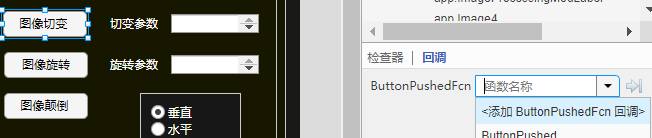 app.ImageProcessingModLabel
app.Image4
图像切变
切变参数
检查器
回调
图像旋转
旋转参数
ButtonPushedFcn
函数名称
图像颠倒
<添加 ButtonPushedFcn 回调>
垂直
水平
ButtonPushed